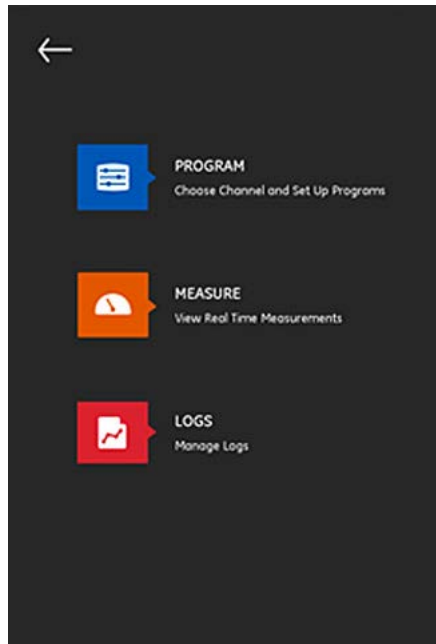 PROGRAM
Choose Channel and Set Up Programs
MEASURE
View Real Time Measurements
LOGS
Manage Logs